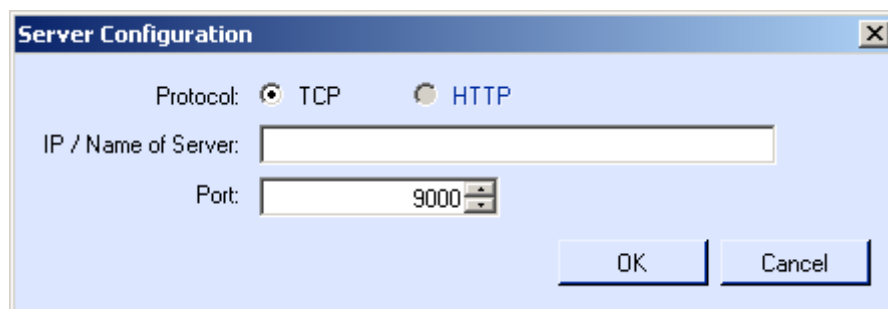 Server Configuration
Protocol: TCP HTTP
IP / Name of Server:
Port: 9000
OK Cancel